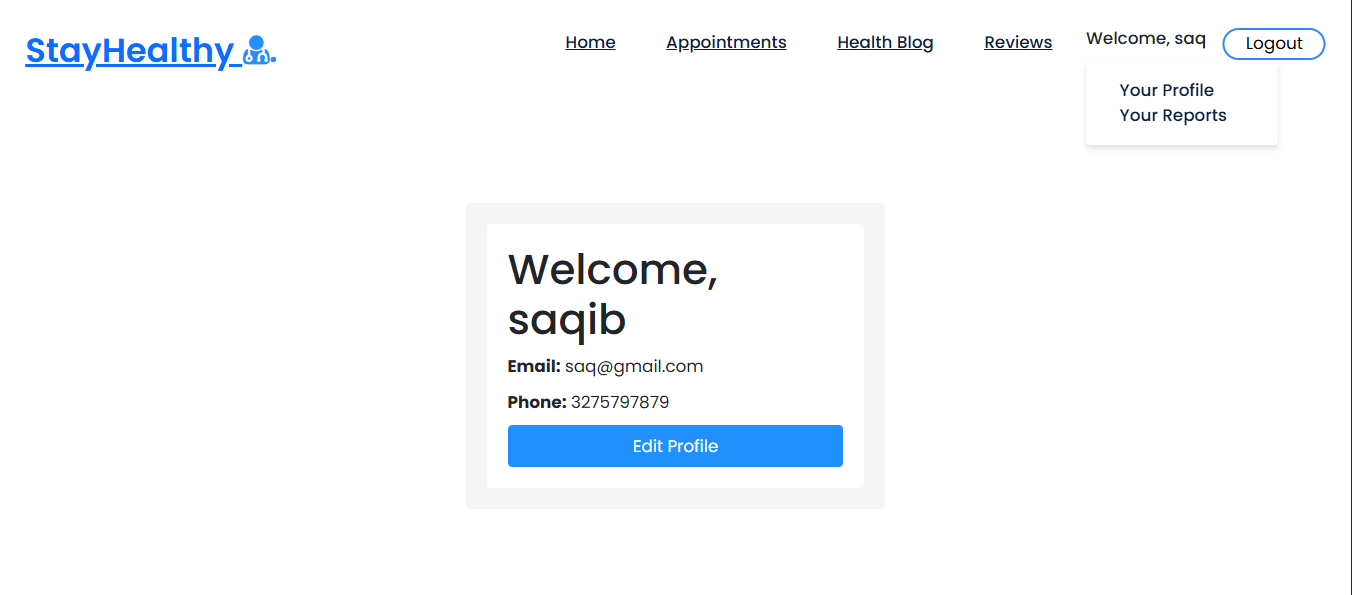 StayHealthy .
Home Appointments Health Blog Reviews Welcome, saq Logout
Your Profile
Your Reports
Welcome,
saqib
Email: saq@gmail.com
Phone: 3275797879
Edit Profile